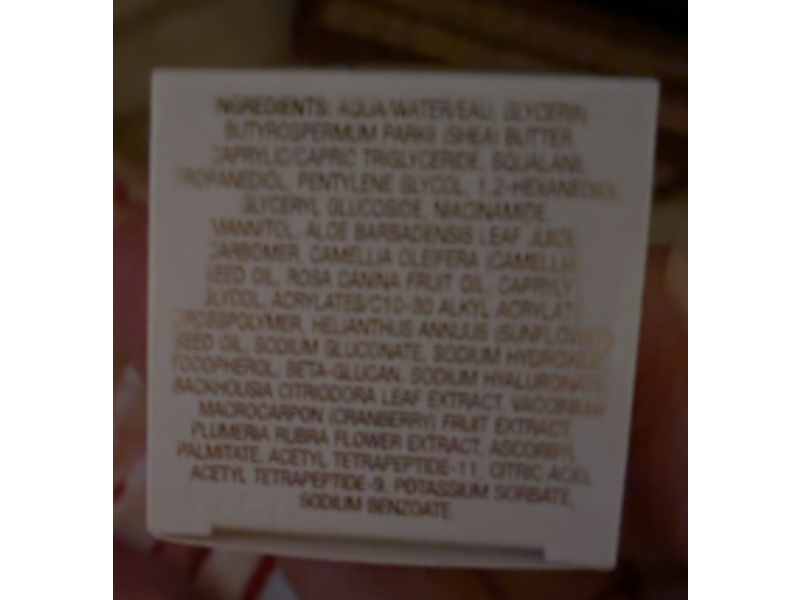 INGREDIENTS: AQUA/WATER/EAU, GLYCERIN,
BUTYROSPERMUM PARKII (SHEA) BUTTER,
CAPRYLIC/CAPRIC TRIGLYCERIDE, SQUALANE,
PROPANEDIOL, PENTYLENE GLYCOL, 1,2-HEXANEDIOL,
GLYCERYL GLUCOSIDE, NIACINAMIDE,
MANNITOL, ALOE BARBADENSIS LEAF JUICE,
CARBOMER, CAMELLIA OLEIFERA (CAMELLIA)
SEED OIL, ROSA CANINA FRUIT OIL, CAPRYLYL
GLYCOL, ACRYLATES/C10-30 ALKYL ACRYLATE
CROSSPOLYMER, HELIANTHUS ANNUUS (SUNFLOWER)
SEED OIL, SODIUM GLUCONATE, SODIUM HYDROXIDE,
TOCOPHEROL, BETA-GLUCAN, SODIUM HYALURONATE,
BACKHOUSIA CITRIODORA LEAF EXTRACT, VACCINIUM
MACROCARPON (CRANBERRY) FRUIT EXTRACT,
PLUMERIA RUBRA FLOWER EXTRACT, ASCORBYL
PALMITATE, ACETYL TETRAPEPTIDE-11, CITRIC ACID,
ACETYL TETRAPEPTIDE-9, POTASSIUM SORBATE,
SODIUM BENZOATE.